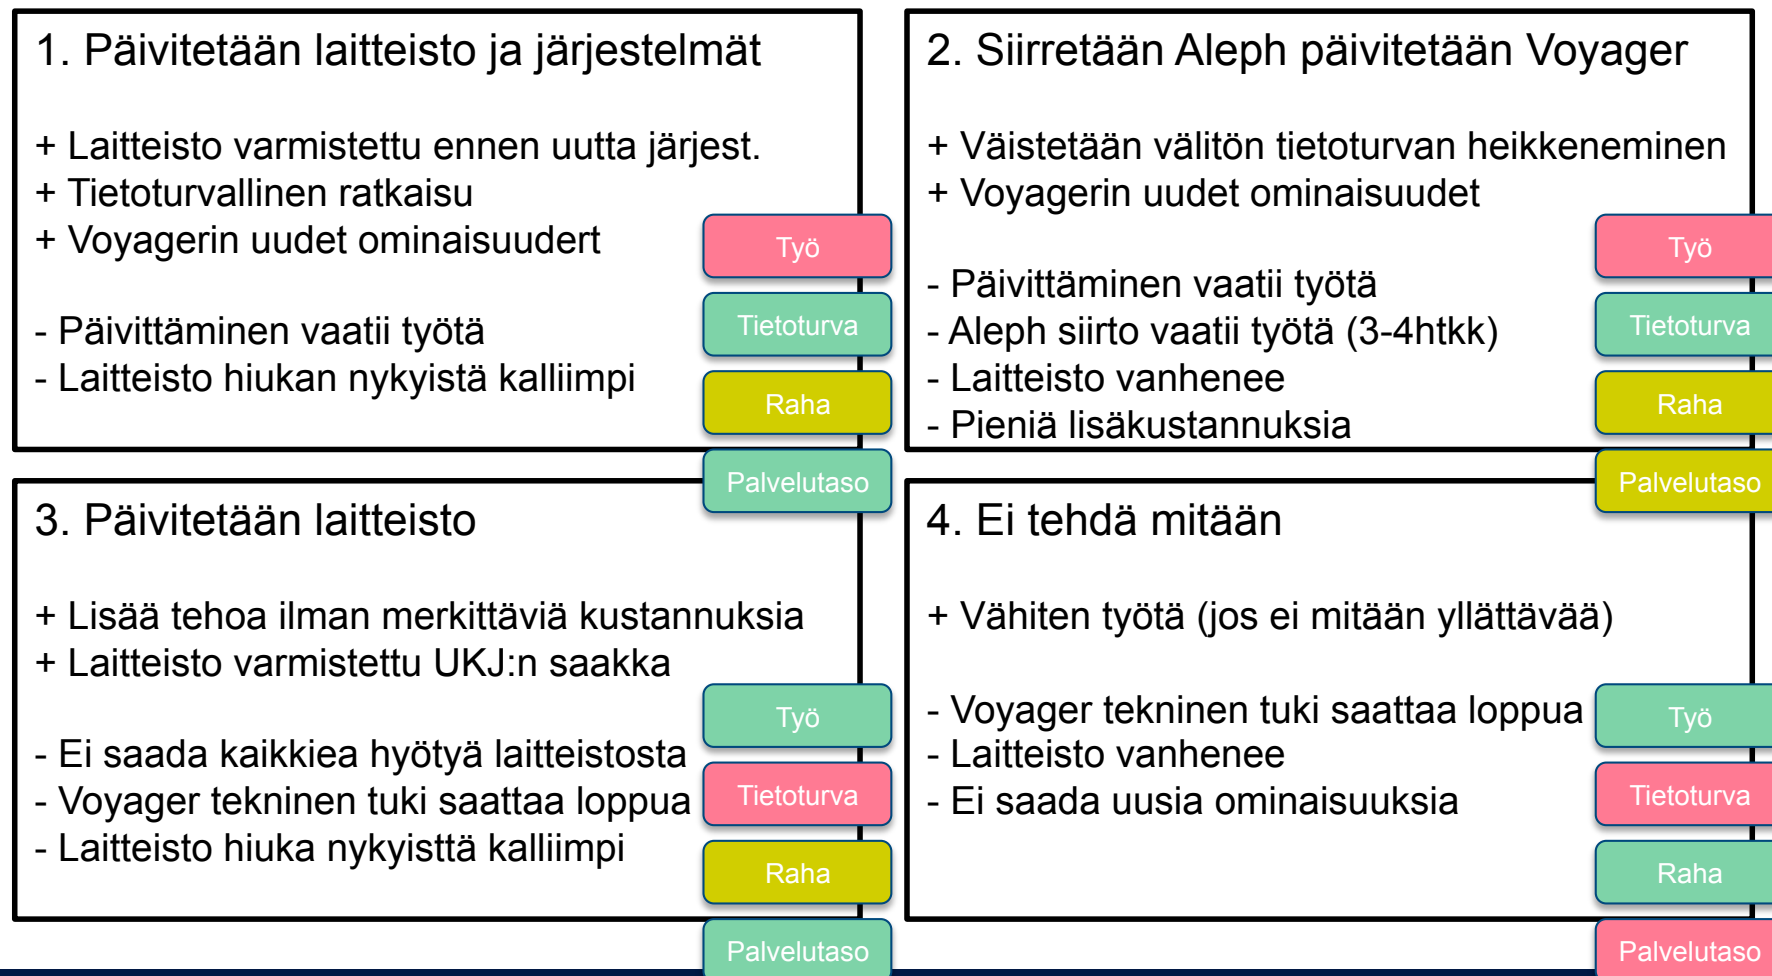 1. Päivitetään laitteisto ja järjestelmät
+ Laitteisto varmistettu ennen uutta järjest.
+ Tietoturvallinen ratkaisu
+ Voyagerin uudet ominaisuudert
- Päivittäminen vaatii työtä
- Laitteisto hiukan nykyistä kalliimpi
Työ
Tietoturva
Raha
Palvelutaso
2. Siirretään Aleph päivitetään Voyager
+ Väistetään välitön tietoturvan heikkeneminen
+ Voyagerin uudet ominaisuudet
- Päivittäminen vaatii työtä
- Aleph siirto vaatii työtä (3-4htkk)
- Laitteisto vanhenee
- Pieniä lisäkustannuksia
Työ
Tietoturva
Raha
Palvelutaso
3. Päivitetään laitteisto
+ Lisää tehoa ilman merkittäviä kustannuksia
+ Laitteisto varmistettu UKJ:n saakka
- Ei saada kaikkiea hyötyä laitteistosta
- Voyager tekninen tuki saattaa loppua
- Laitteisto hiuka nykyisttä kalliimpi
Työ
Tietoturva
Raha
Palvelutaso
4. Ei tehdä mitään
+ Vähiten työtä (jos ei mitään yllättävää)
- Voyager tekninen tuki saattaa loppua
- Laitteisto vanhenee
- Ei saada uusia ominaisuuksia
Työ
Tietoturva
Raha
Palvelutaso